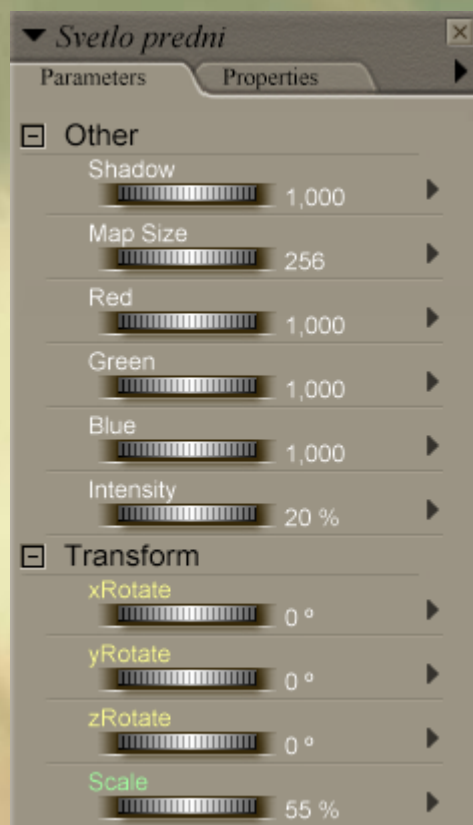 Svetlo predni
Parameters Properties
Other
Shadow
1,000
Map Size
256
Red
1,000
Green
1,000
Blue
1,000
Intensity
20 %
Transform
xRotate
0 º
yRotate
0 º
zRotate
0 º
Scale
55 %